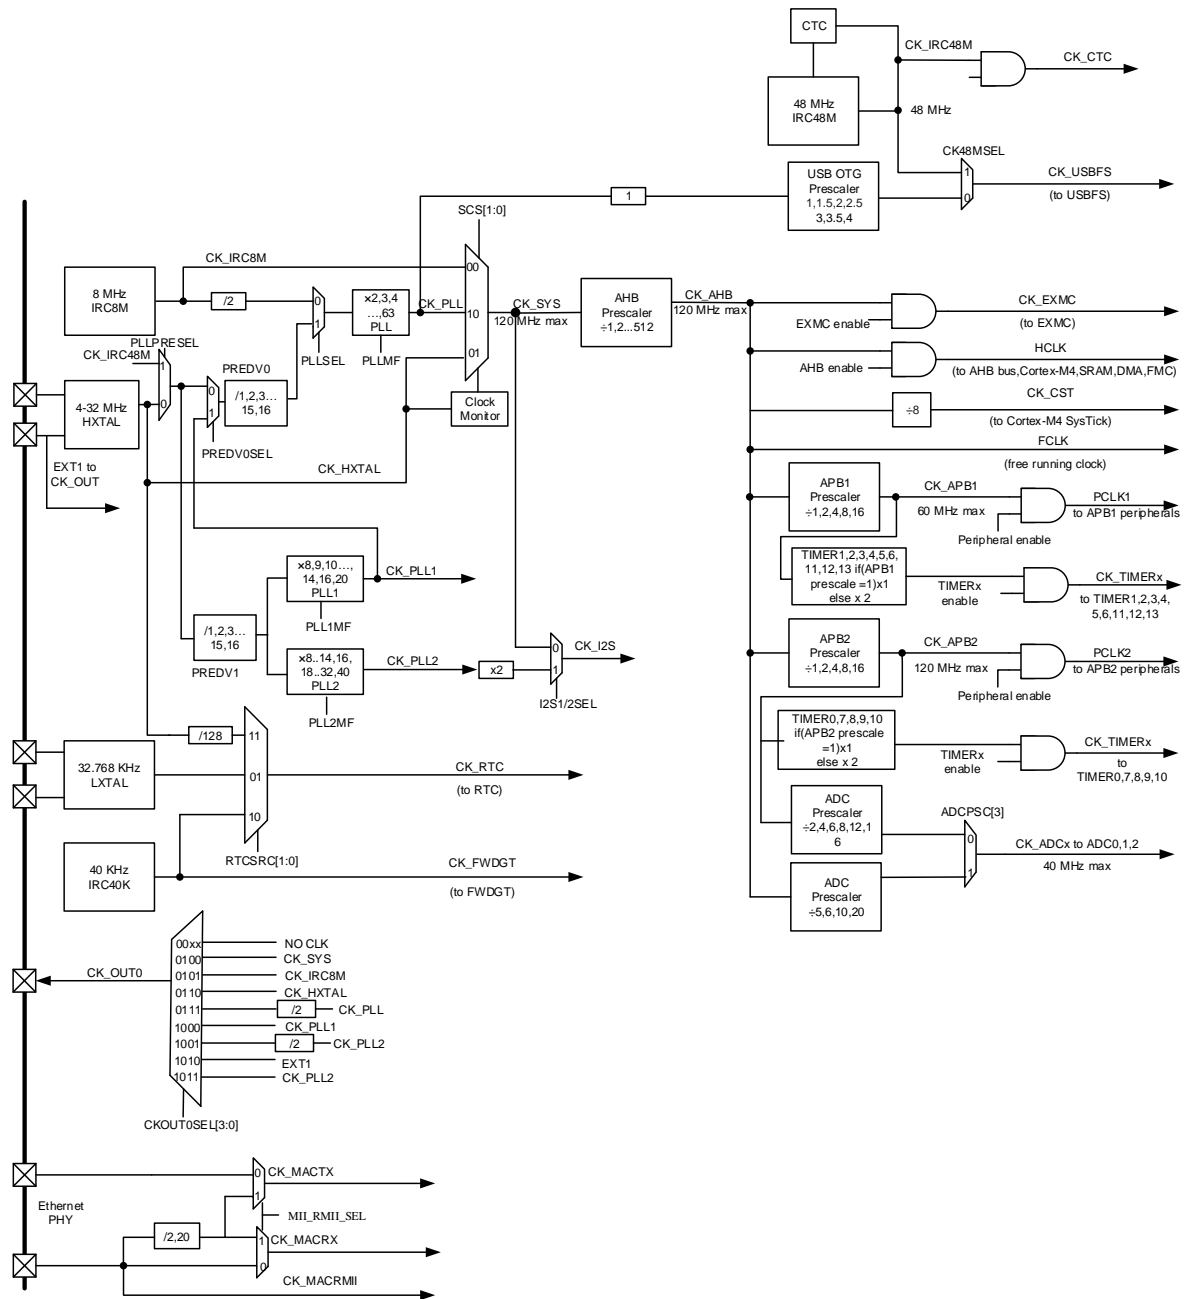 CTC
CK_IRC48M
CK_CTC
48 MHz
IRC48M
48 MHz
CK48MSEL
1
0
CK_USBFS
(to USBFS)
USB OTG
Prescaler
1,1.5,2,2.5
3,3.5,4
1
SCS[1:0]
CK_IRC8M
00
10
01
8 MHz
IRC8M
/2
0
1
PLLSEL
×2,3,4
…,63
PLL
PLLMF
CK_PLL
CK_SYS
120 MHz max
AHB
Prescaler
÷1,2...512
CK_AHB
120 MHz max
EXMC enable
CK_EXMC
(to EXMC)
AHB enable
HCLK
(to AHB bus,Cortex-M4,SRAM,DMA,FMC)
÷8
CK_CST
(to Cortex-M4 SysTick)
FCLK
(free running clock)
PLLPRESEL
CK_IRC48M
1
0
4-32 MHz
HXTAL
0
1
PREDV0SEL
PREDV0
/1,2,3…
15,16
Clock
Monitor
EXT1 to
CK_OUT
CK_HXTAL
APB1
Prescaler
÷1,2,4,8,16
CK_APB1
60 MHz max
Peripheral enable
PCLK1
to APB1 peripherals
TIMER1,2,3,4,5,6,
11,12,13 if(APB1
prescale =1)x1
else x 2
TIMERx
enable
CK_TIMERx
to TIMER1,2,3,4,
5,6,11,12,13
×8,9,10…,
14,16,20
PLL1
PLL1MF
CK_PLL1
/1,2,3…
15,16
PREDV1
×8..14,16,
18..32,40
PLL2
PLL2MF
CK_PLL2
x2
0
1
CK_I2S
I2S1/2SEL
APB2
Prescaler
÷1,2,4,8,16
CK_APB2
120 MHz max
Peripheral enable
PCLK2
to APB2 peripherals
TIMER0,7,8,9,10
if(APB2 prescale
=1)x1
else x 2
TIMERx
enable
CK_TIMERx
to
TIMER0,7,8,9,10
/128
11
01
10
32.768 KHz
LXTAL
CK_RTC
(to RTC)
RTCSRC[1:0]
40 KHz
IRC40K
CK_FWDGT
(to FWDGT)
ADC
Prescaler
÷2,4,6,8,12,1
6
ADCPSC[3]
0
1
CK_ADCx to ADC0,1,2
40 MHz max
ADC
Prescaler
÷5,6,10,20
CK_OUT0
00xx NO CLK
0100 CK_SYS
0101 CK_IRC8M
0110 CK_HXTAL
0111 /2 CK_PLL
1000 CK_PLL1
1001 /2 CK_PLL2
1010 EXT1
1011 CK_PLL2
CKOUT0SEL[3:0]
Ethernet
PHY
0
1
CK_MACTX
MII_RMII_SEL
/2,20
1
0
CK_MACRX
CK_MACRMII